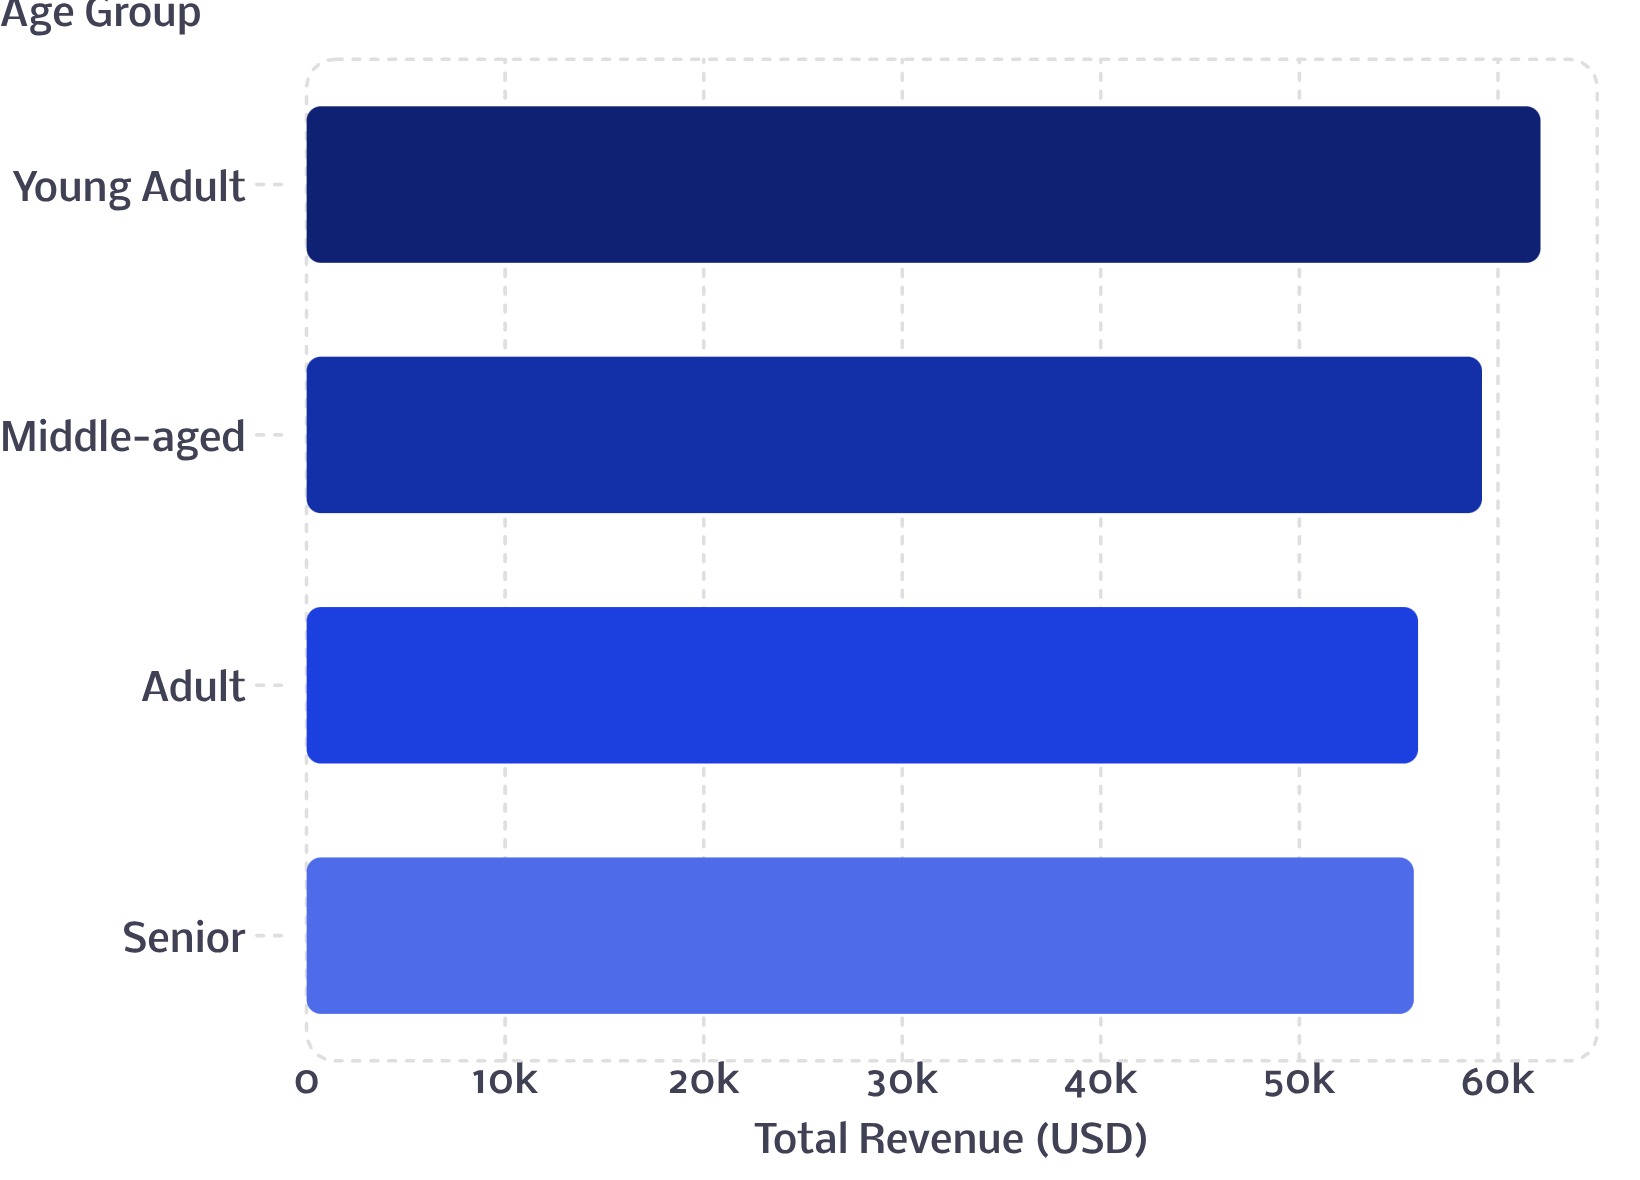 Age Group
Young Adult
Middle-aged
Adult
Senior
0 10k 20k 30k 40k 50k 60k
Total Revenue (USD)